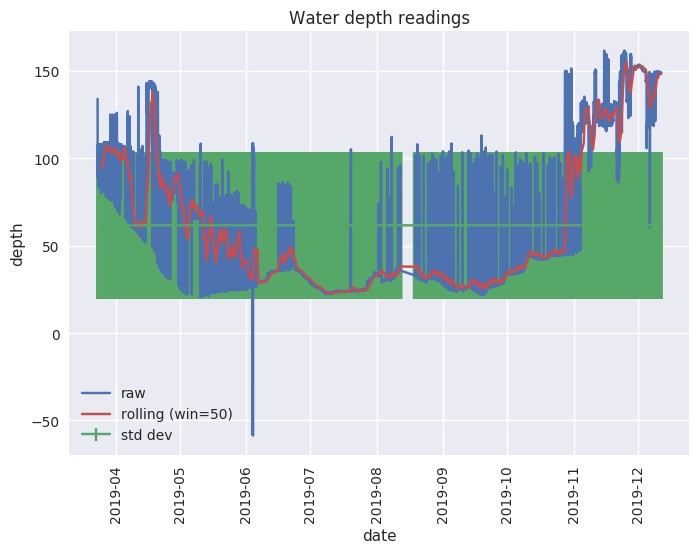 Water depth readings
depth
150
100
50
0
−50
raw
rolling (win=50)
std dev
2019-04
2019-05
2019-06
2019-07
2019-08
2019-09
2019-10
2019-11
2019-12
date